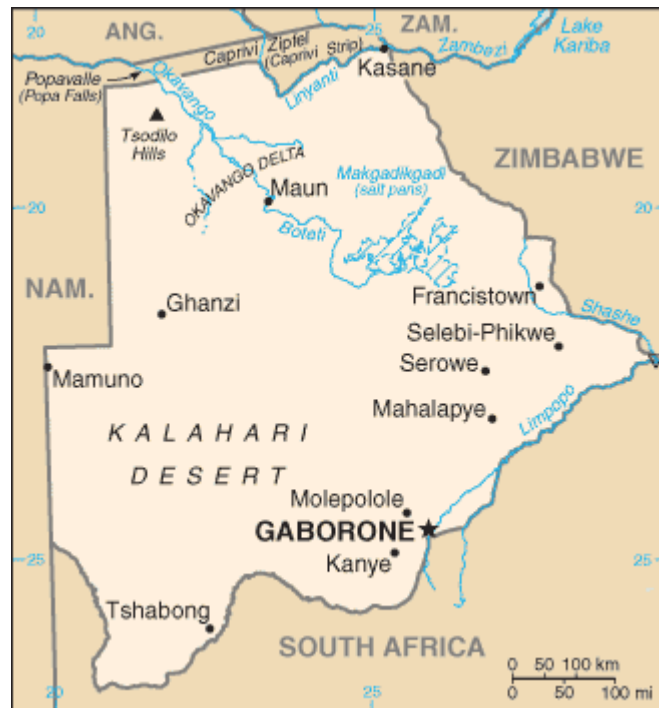 20
ANG.
25
ZAM.
Lake
Kariba
Caprivi Zipfel
(Caprivi Strip)
Zambezi
Popavalle
(Popa Falls)
Okavango
Linyanti
Kasane
Tsodilo
Hills
OKAVANGO DELTA
Makgadikgadi
(salt pans)
ZIMBABWE
20
20
Maun
Boteti
NAM.
Ghanzi
Francistown
Shashe
Selebi-Phikwe
Serowe
Mamuno
Mahalapye
Limpopo
KALAHARI
DESERT
Molepolole
GABORONE
25
Kanye
25
Tshabong
SOUTH AFRICA
0 50 100 km
0 50 100 mi
20
25